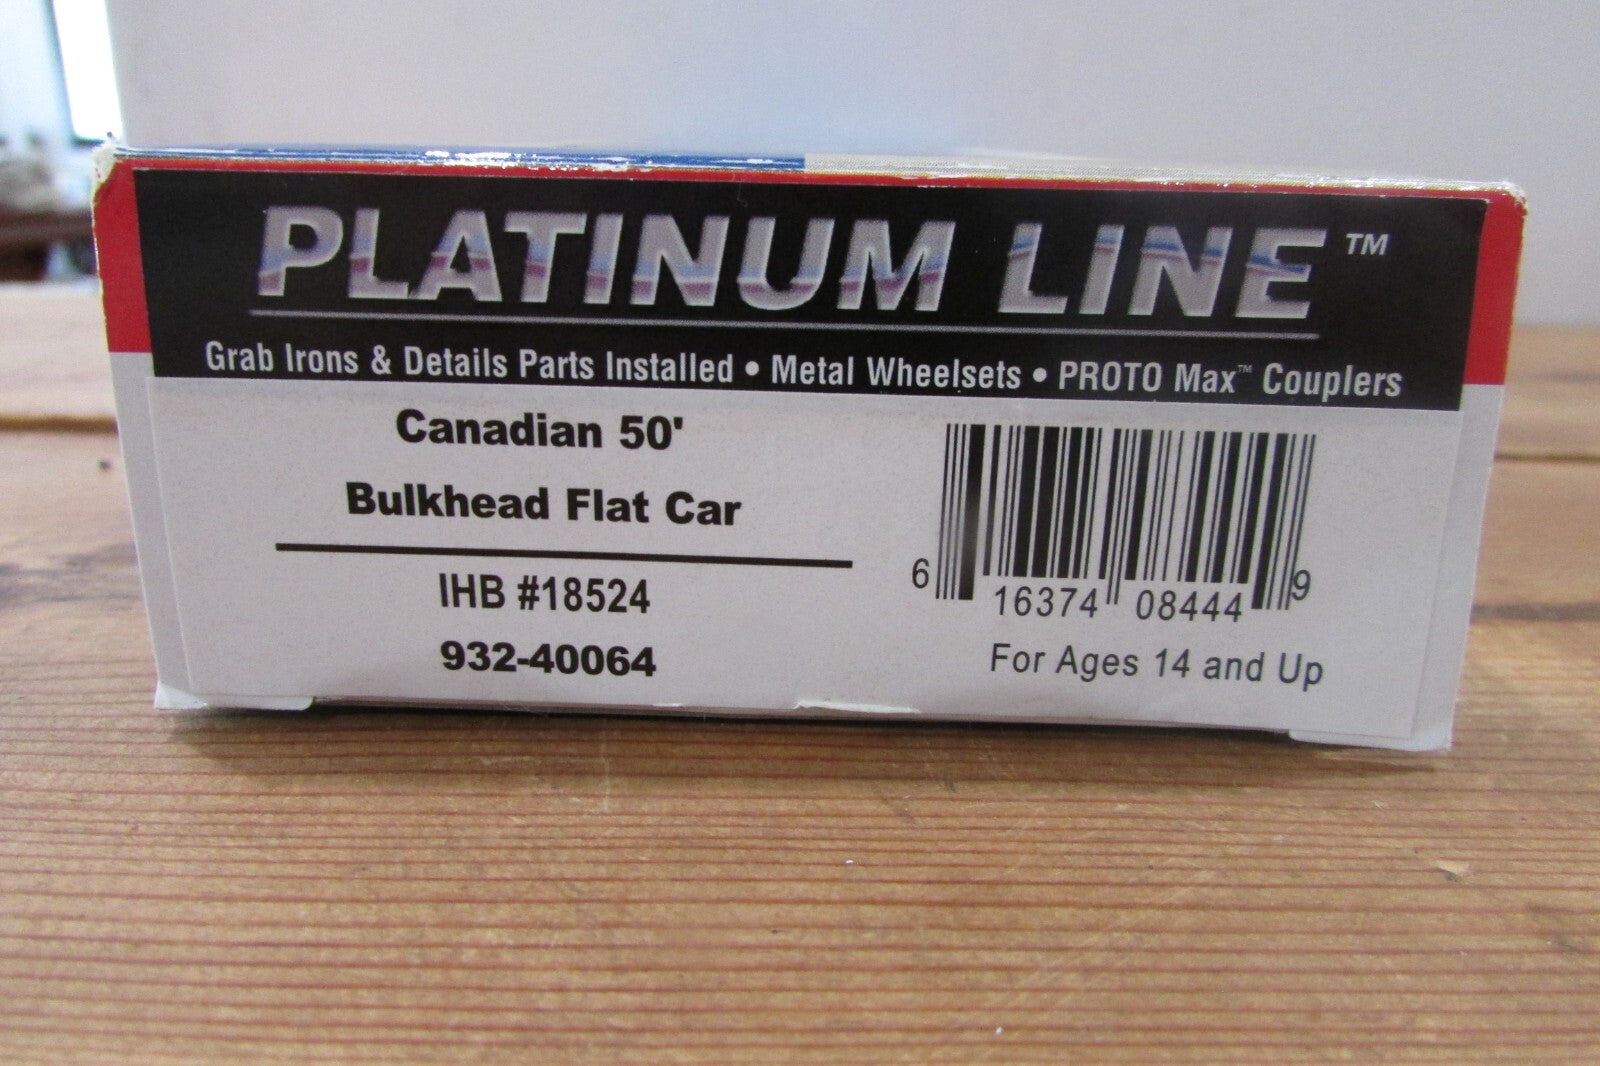 PLATINUM LINE™
Grab Irons & Details Parts Installed • Metal Wheelsets • PROTO Max™ Couplers
Canadian 50'
Bulkhead Flat Car
IHB #18524
932-40064
6 16374 08444 9
For Ages 14 and Up